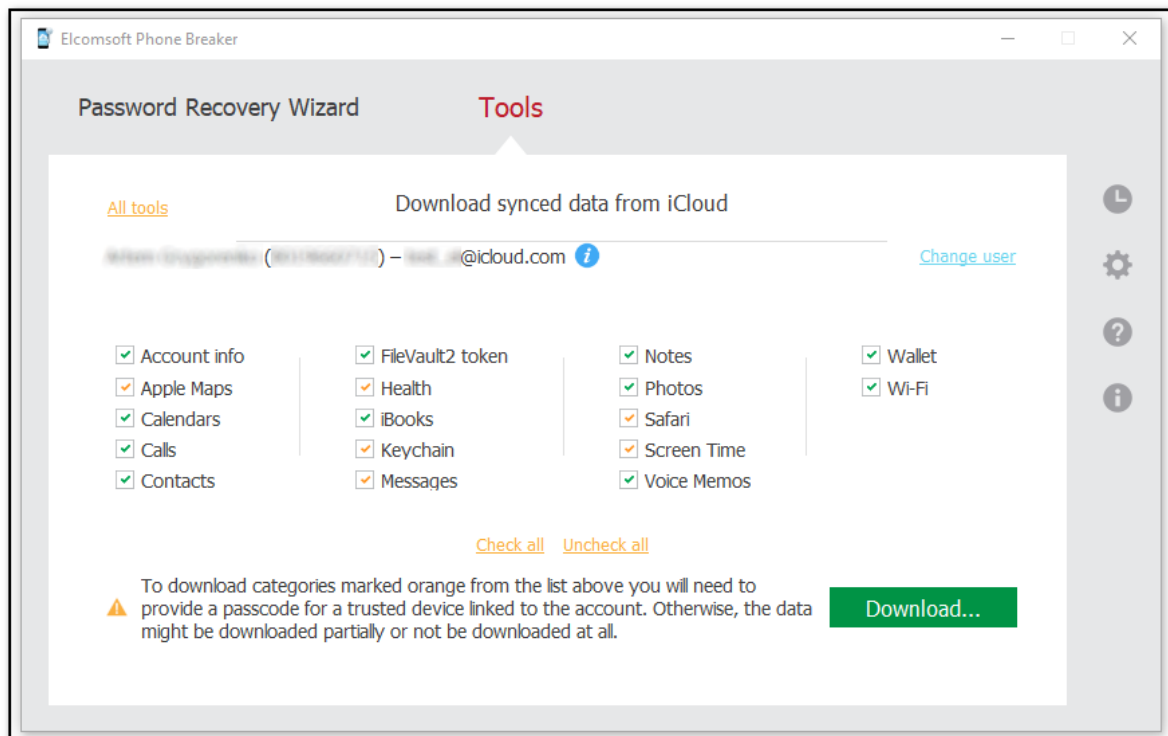 Elcomsoft Phone Breaker
Password Recovery Wizard
Tools
All tools
Download synced data from iCloud
( ) – @icloud.com
Change user
Account info
Apple Maps
Calendars
Calls
Contacts
FileVault2 token
Health
iBooks
Keychain
Messages
Notes
Photos
Safari
Screen Time
Voice Memos
Wallet
Wi-Fi
Check all
Uncheck all
To download categories marked orange from the list above you will need to
provide a passcode for a trusted device linked to the account. Otherwise, the data
might be downloaded partially or not be downloaded at all.
Download...